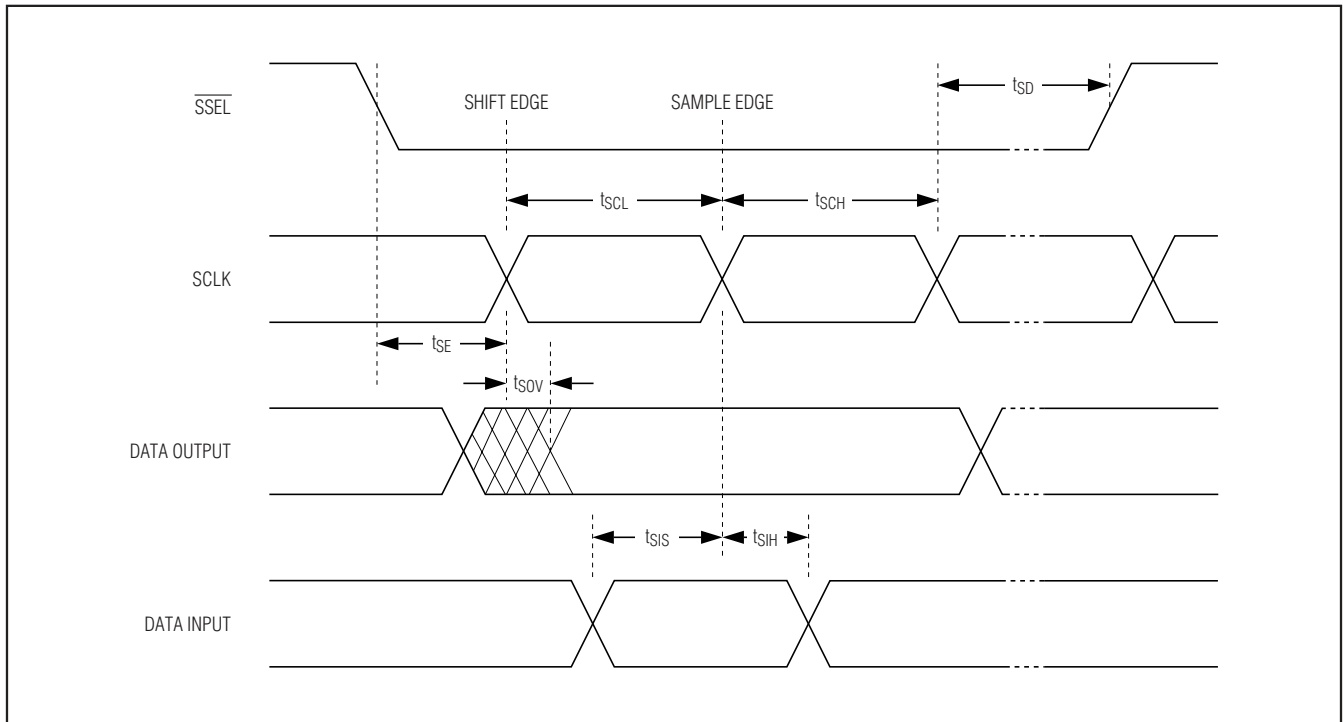 SSEL
SHIFT EDGE
SAMPLE EDGE
tSD
tSCL
tSCH
SCLK
tSE
tSOV
DATA OUTPUT
tSIS
tSIH
DATA INPUT